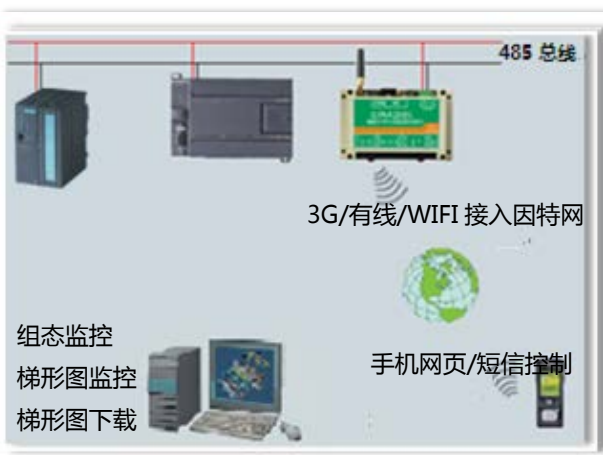 485 总线
3G/有线/WIFI 接入因特网
组态监控
手机网页/短信控制
梯形图监控
梯形图下载